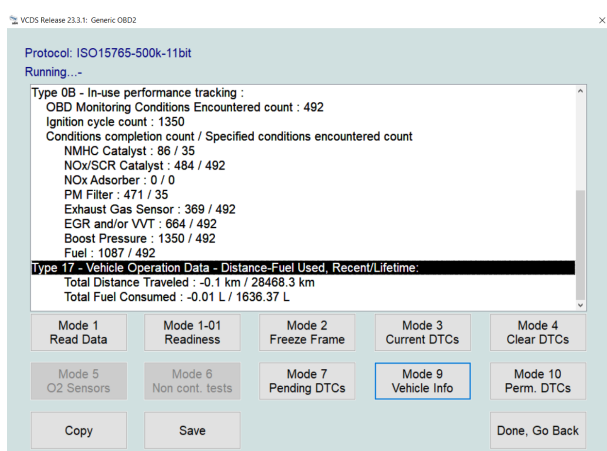 VCDS Release 23.3.1: Generic OBD2
Protocol: ISO15765-500k-11bit
Running...-
Type 0B - In-use performance tracking :
OBD Monitoring Conditions Encountered count : 492
Ignition cycle count : 1350
Conditions completion count / Specified conditions encountered count
NMHC Catalyst : 86 / 35
NOx/SCR Catalyst : 484 / 492
NOx Adsorber : 0 / 0
PM Filter : 471 / 35
Exhaust Gas Sensor : 369 / 492
EGR and/or VVT : 664 / 492
Boost Pressure : 1350 / 492
Fuel : 1087 / 492
Type 17 - Vehicle Operation Data - Distance-Fuel Used, Recent/Lifetime:
Total Distance Traveled : -0.1 km / 28468.3 km
Total Fuel Consumed : -0.01 L / 1636.37 L
Mode 1
Read Data
Mode 1-01
Readiness
Mode 2
Freeze Frame
Mode 3
Current DTCs
Mode 4
Clear DTCs
Mode 5
O2 Sensors
Mode 6
Non cont. tests
Mode 7
Pending DTCs
Mode 9
Vehicle Info
Mode 10
Perm. DTCs
Copy
Save
Done, Go Back